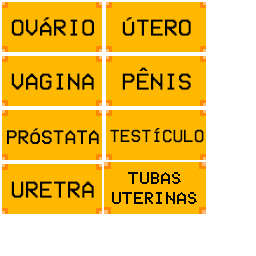 OVÁRIO
ÚTERO
VAGINA
PÊNIS
PRÓSTATA
TESTÍCULO
URETRA
TUBAS
UTERINAS